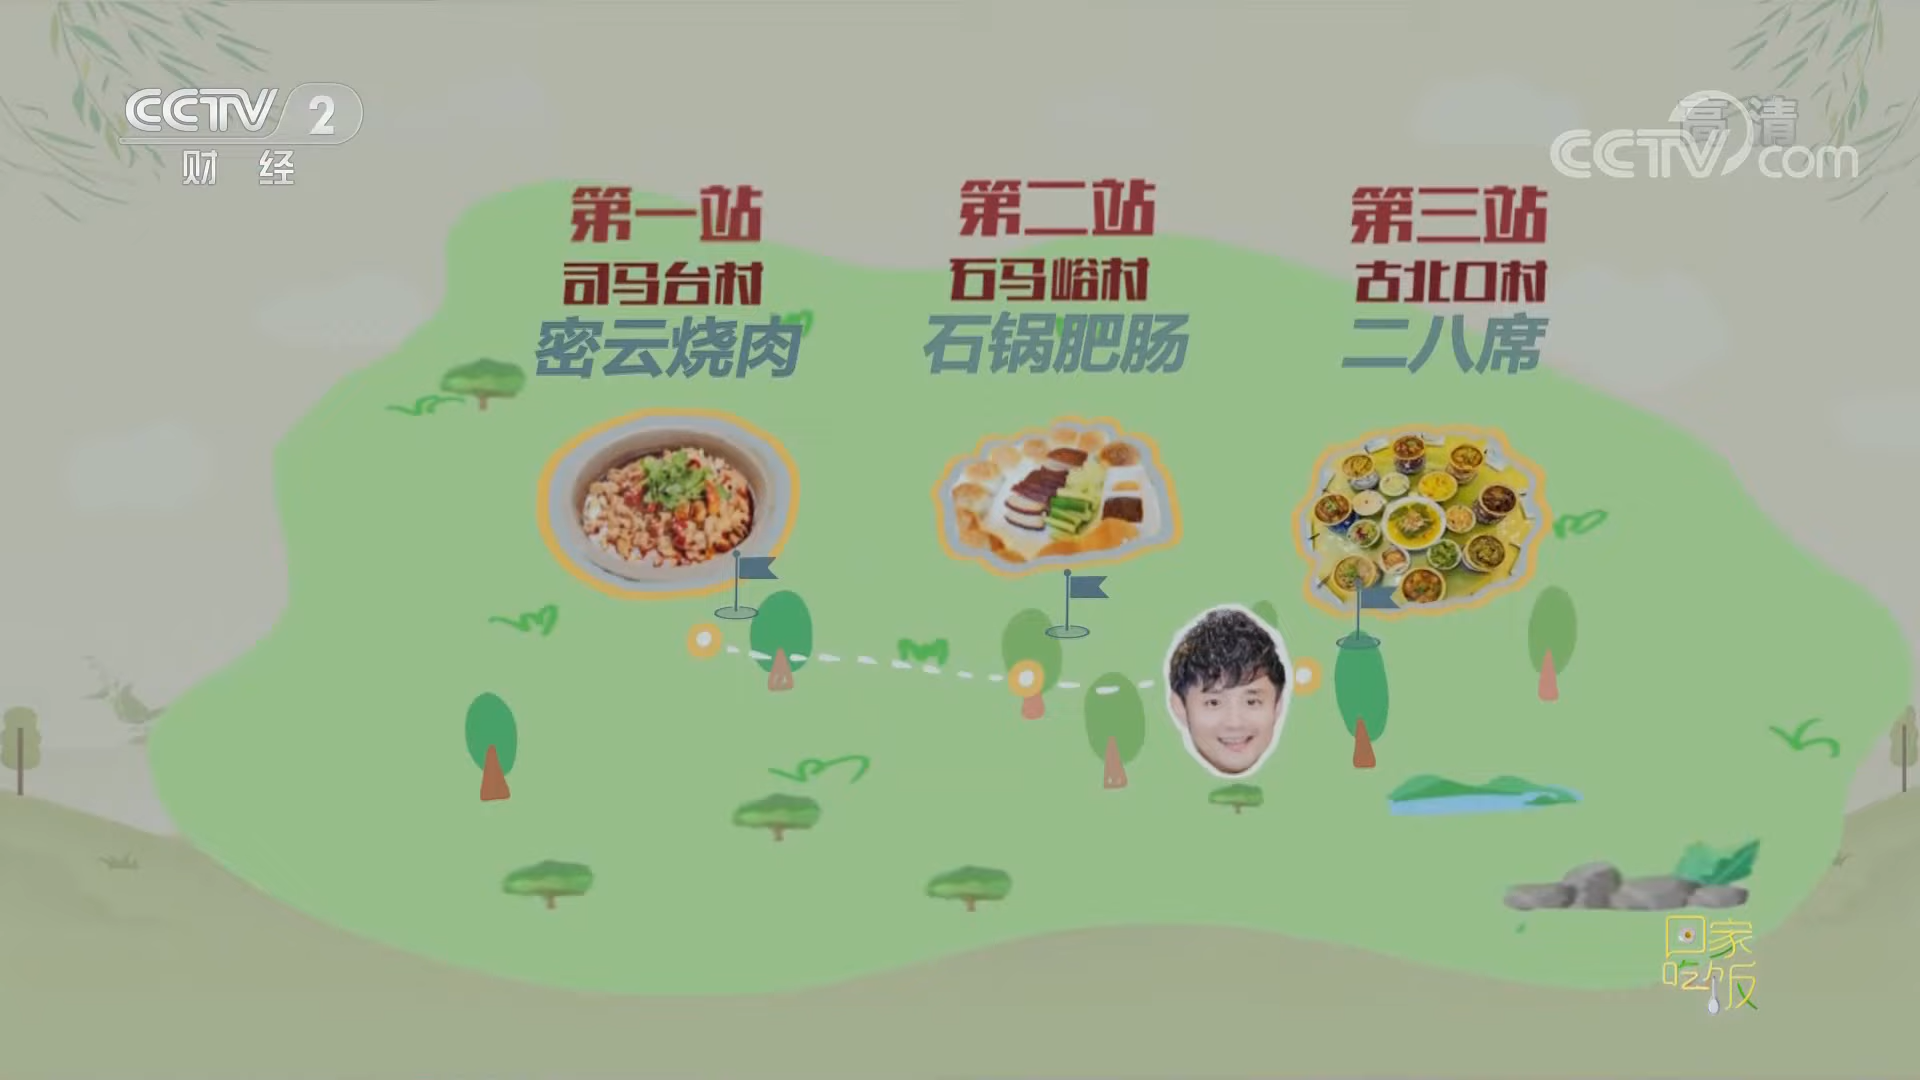 CCTV 2
财 经
高清
CCTV com
第一站
司马台村
密云烧肉
第二站
石马峪村
石锅肥肠
第三站
古北口村
二八席
回家
吃饭